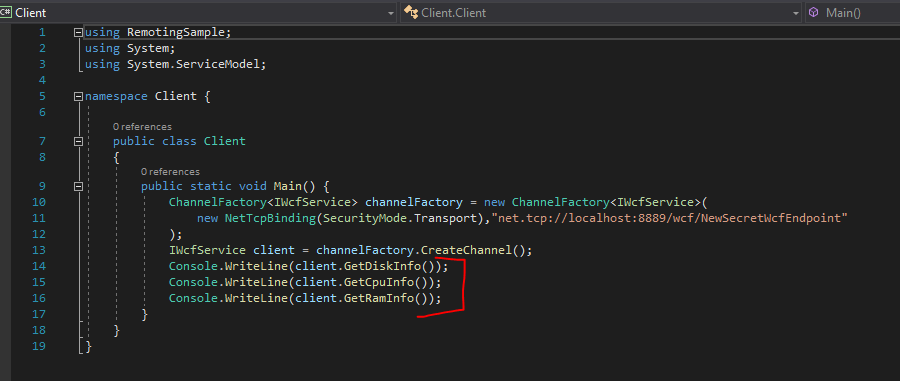 C# Client Client.Client Main()
1 using RemotingSample;
2 using System;
3 using System.ServiceModel;
4
5 namespace Client {
6
0 references
7 public class Client
8 {
0 references
9 public static void Main() {
10 ChannelFactory<IWcfService> channelFactory = new ChannelFactory<IWcfService>(
11 new NetTcpBinding(SecurityMode.Transport),"net.tcp://localhost:8889/wcf/NewSecretWcfEndpoint"
12 );
13 IWcfService client = channelFactory.CreateChannel();
14 Console.WriteLine(client.GetDiskInfo());
15 Console.WriteLine(client.GetCpuInfo());
16 Console.WriteLine(client.GetRamInfo());
17 }
18 }
19 }